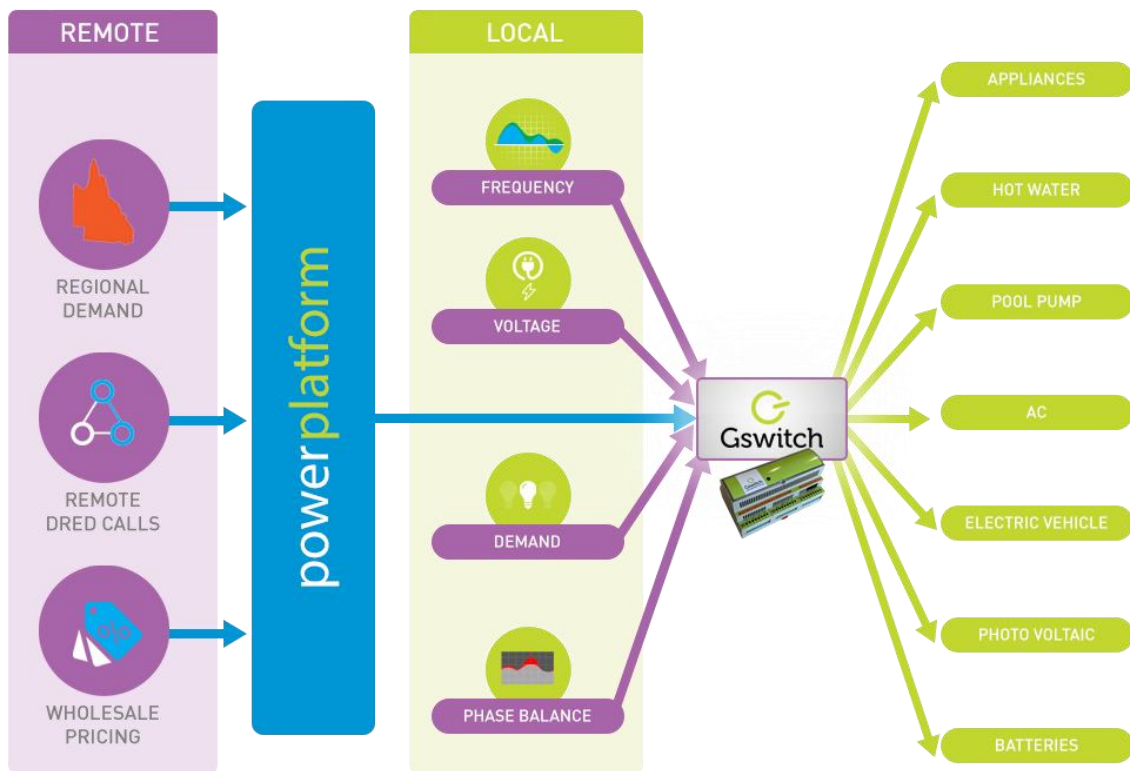 REMOTE
REGIONAL
DEMAND
REMOTE
DRED CALLS
WHOLESALE
PRICING
powerplatform
LOCAL
FREQUENCY
VOLTAGE
DEMAND
PHASE BALANCE
Gswitch
APPLIANCES
HOT WATER
POOL PUMP
AC
ELECTRIC VEHICLE
PHOTO VOLTAIC
BATTERIES